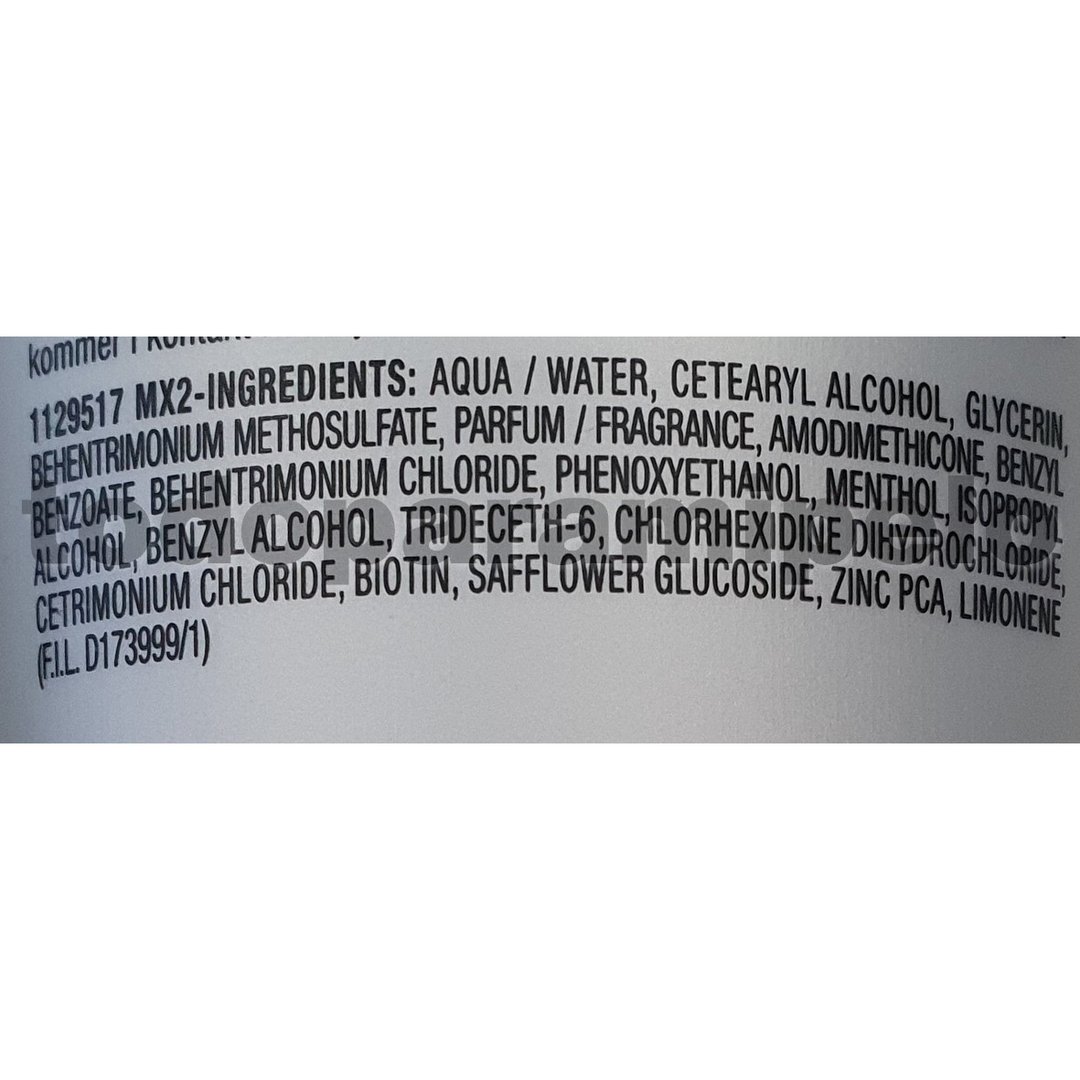 kommer i
1129517 MX2-INGREDIENTS: AQUA / WATER, CETEARYL ALCOHOL, GLYCERIN,
BEHENTRIMONIUM METHOSULFATE, PARFUM / FRAGRANCE, AMODIMETHICONE, BENZYL
BENZOATE, BEHENTRIMONIUM CHLORIDE, PHENOXYETHANOL, MENTHOL, ISOPROPYL
ALCOHOL, BENZYL ALCOHOL, TRIDECETH-6, CHLORHEXIDINE DIHYDROCHLORIDE,
CETRIMONIUM CHLORIDE, BIOTIN, SAFFLOWER GLUCOSIDE, ZINC PCA, LIMONENE
(F.I.L. D173999/1)